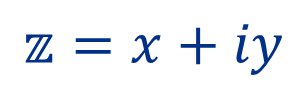 𝕫 = x + iy